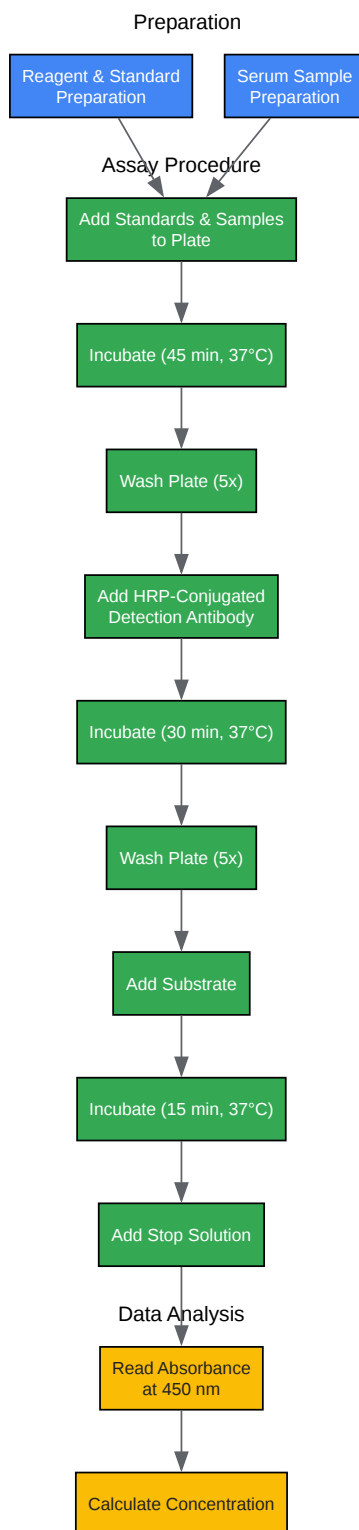 Preparation
Reagent & Standard
Preparation
Serum Sample
Preparation
Assay Procedure
Add Standards & Samples
to Plate
Incubate (45 min, 37°C)
Wash Plate (5x)
Add HRP-Conjugated
Detection Antibody
Incubate (30 min, 37°C)
Wash Plate (5x)
Add Substrate
Incubate (15 min, 37°C)
Add Stop Solution
Data Analysis
Read Absorbance
at 450 nm
Calculate Concentration